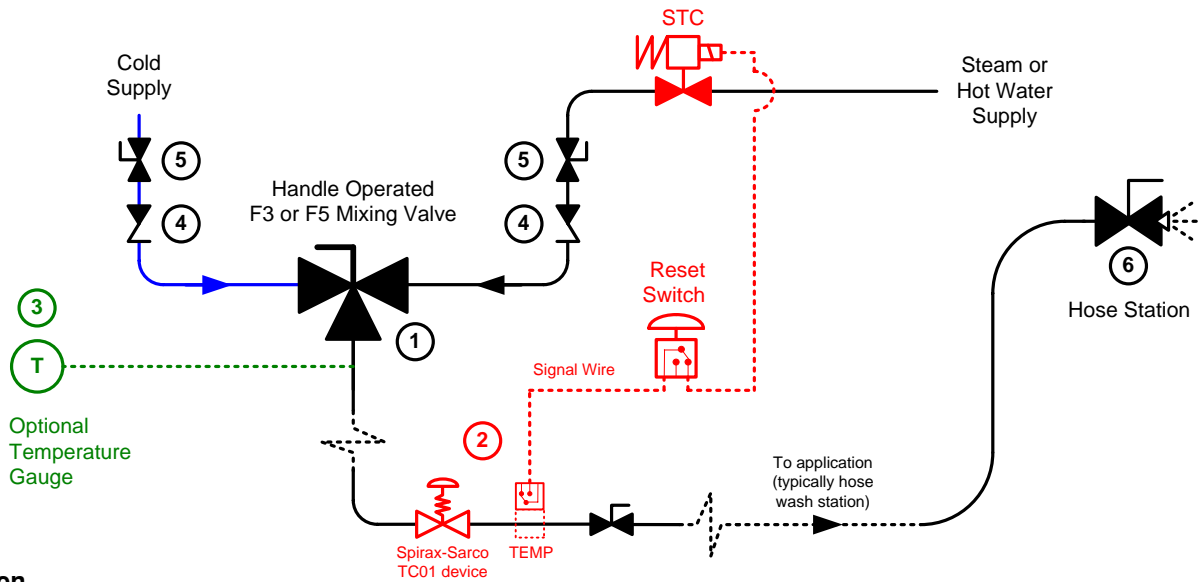 STC
Cold
Supply
Steam or
Hot Water
Supply
5
5
Handle Operated
F3 or F5 Mixing Valve
4
4
6
Hose Station
Reset
Switch
3
1
T
Signal Wire
Optional
Temperature
Gauge
2
To application
(typically hose
wash station)
Spirax-Sarco
TC01 device
TEMP
on